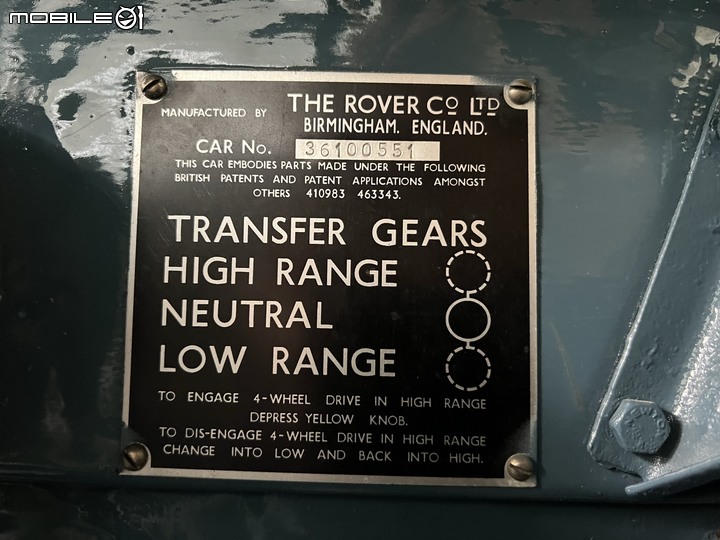 mobile01
MANUFACTURED BY THE ROVER Co LTD
BIRMINGHAM. ENGLAND.
CAR No. 36100551
THIS CAR EMBODIES PARTS MADE UNDER THE FOLLOWING
BRITISH PATENTS AND PATENT APPLICATIONS AMONGST
OTHERS 410983 463343.
TRANSFER GEARS
HIGH RANGE
NEUTRAL
LOW RANGE
TO ENGAGE 4-WHEEL DRIVE IN HIGH RANGE
DEPRESS YELLOW KNOB.
TO DIS-ENGAGE 4-WHEEL DRIVE IN HIGH RANGE
CHANGE INTO LOW AND BACK INTO HIGH.